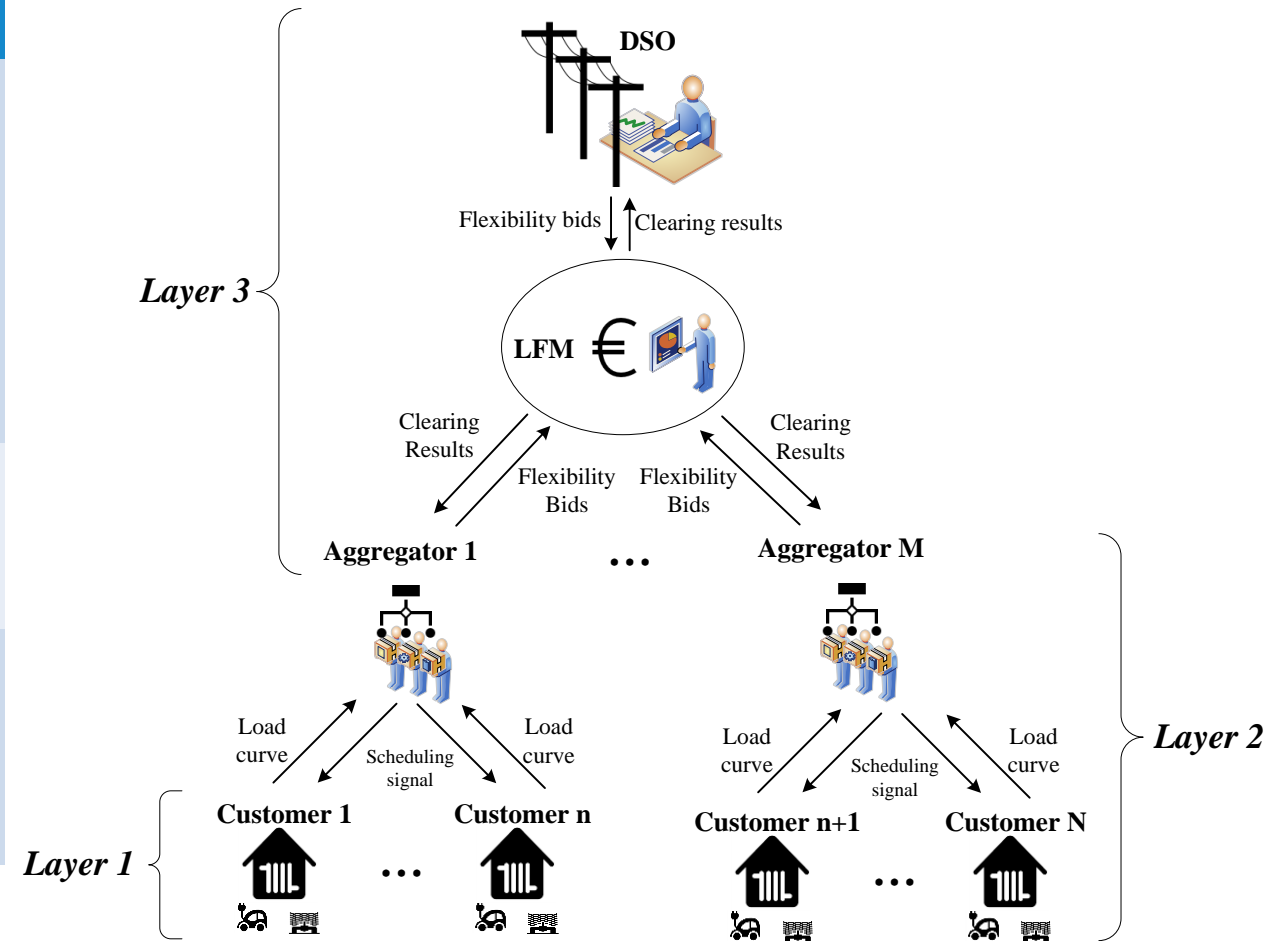 DSO
Flexibility bids
Clearing results
Layer 3
LFM €
Clearing
Results
Flexibility
Bids
Flexibility
Bids
Clearing
Results
Aggregator 1
...
Aggregator M
Load
curve
Scheduling
signal
Load
curve
Load
curve
Scheduling
signal
Load
curve
Layer 2
Customer 1
Customer n
Customer n+1
Customer N
Layer 1
...
...